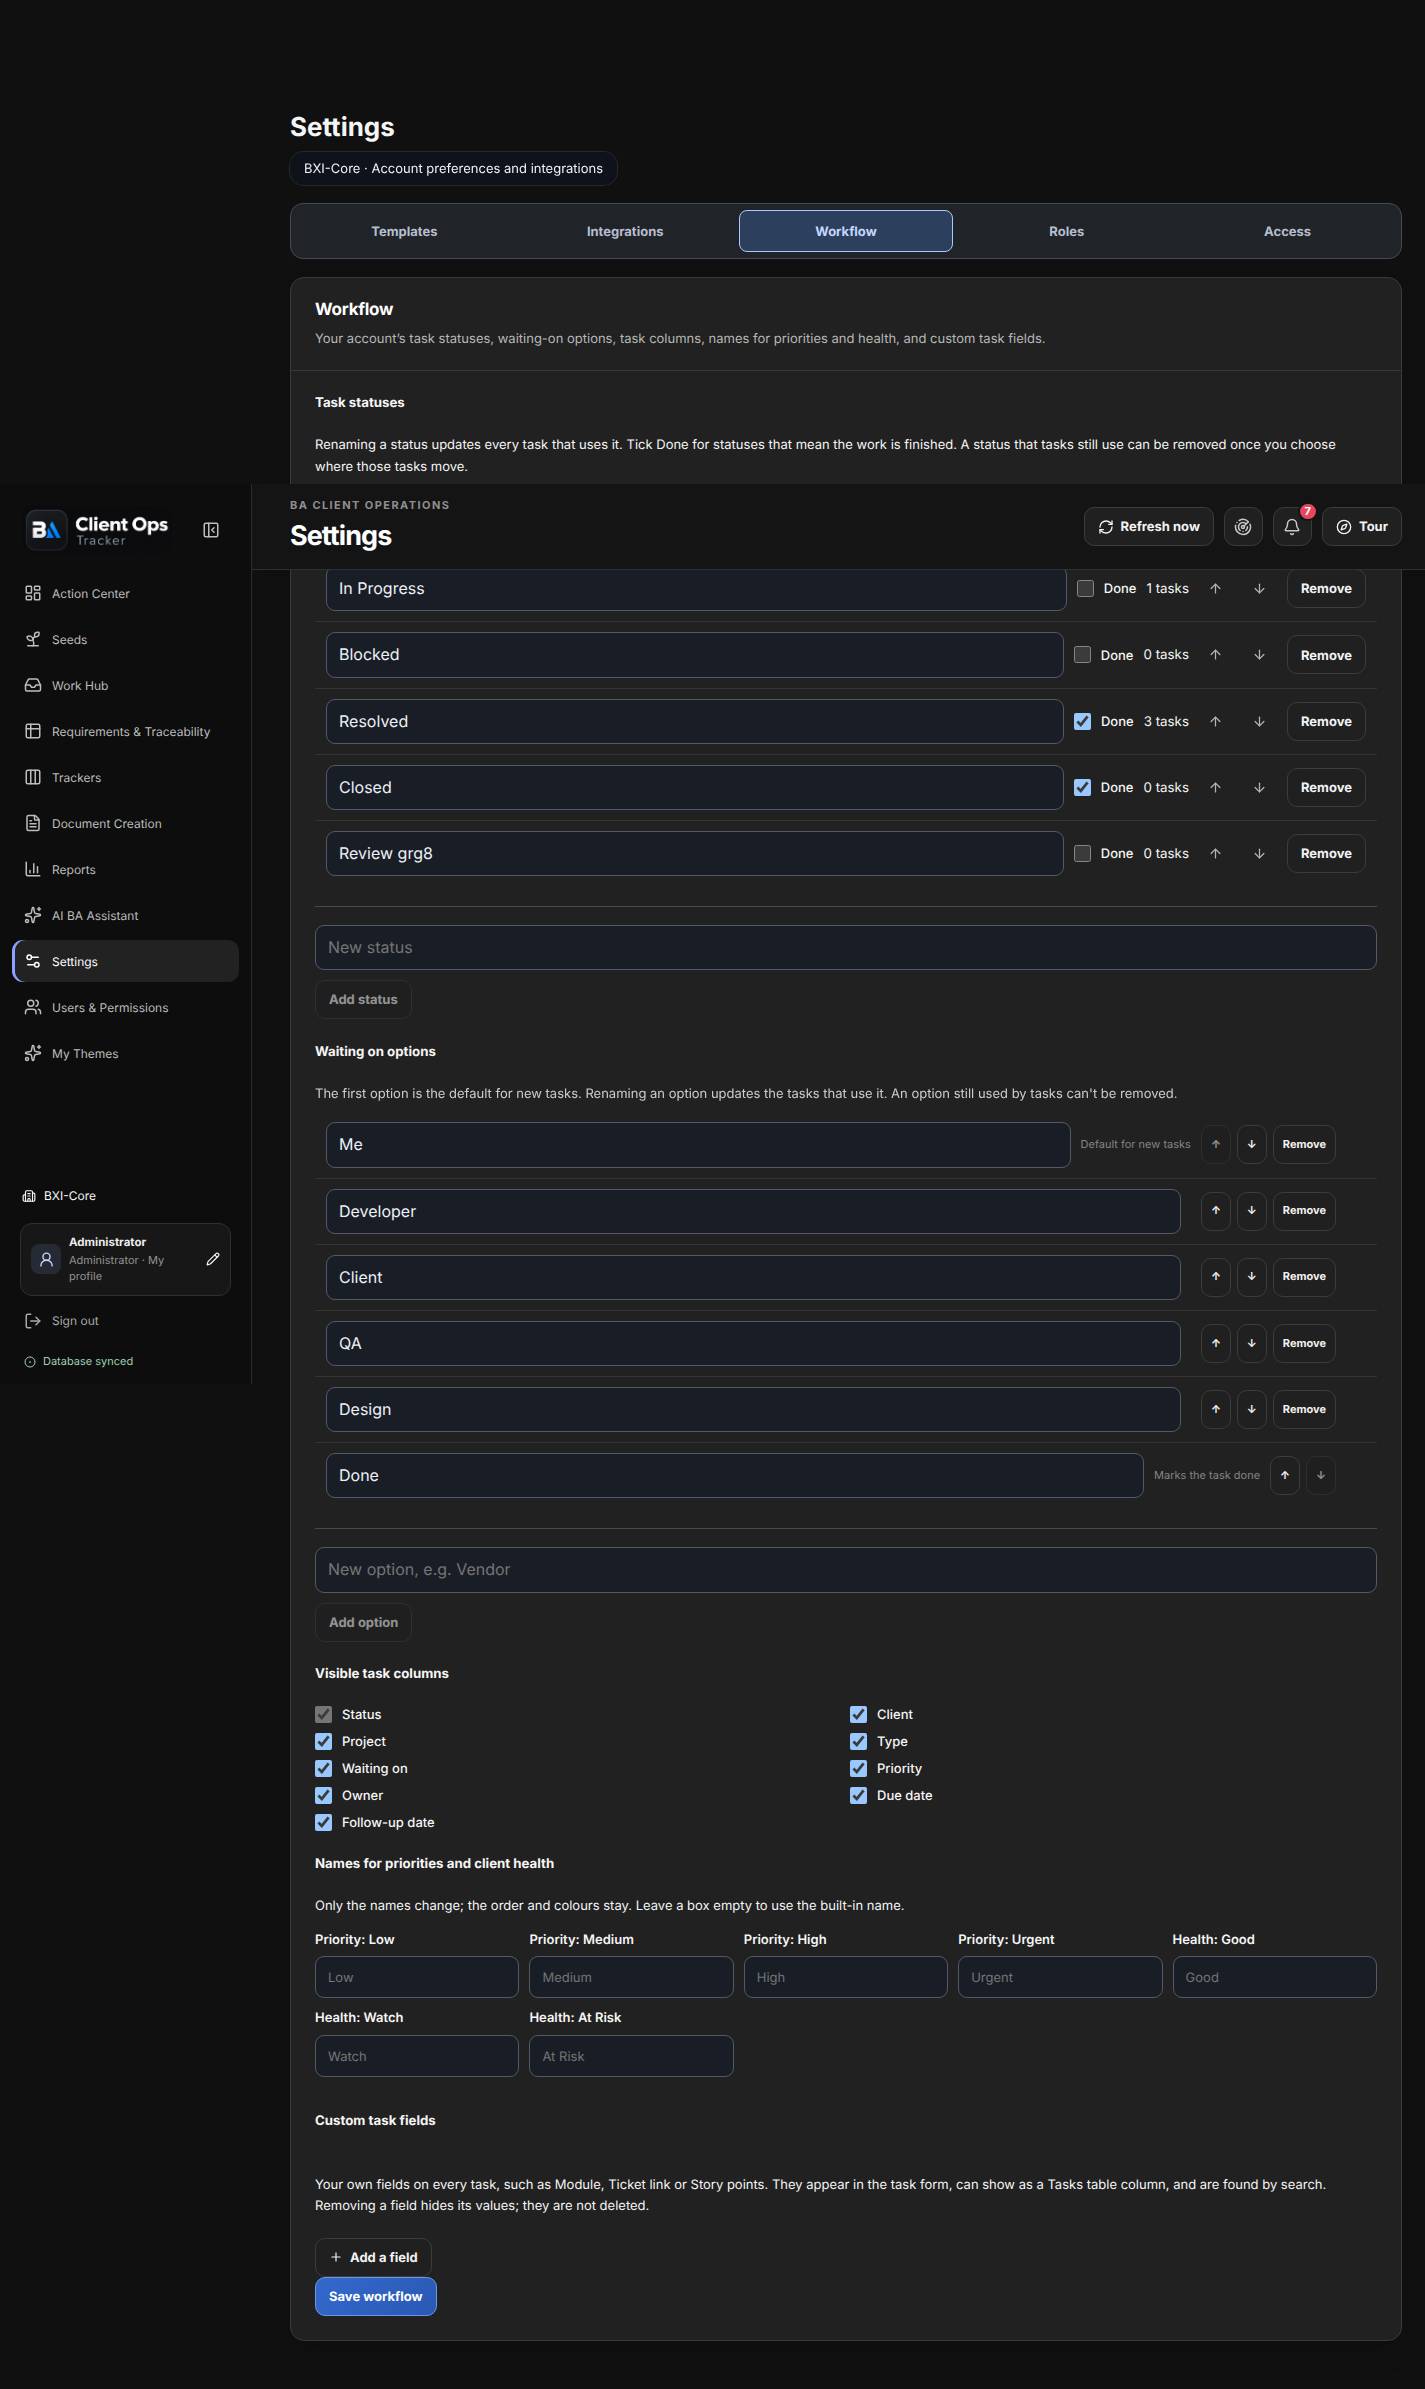 Settings
BXI-Core · Account preferences and integrations
Templates
Integrations
Workflow
Roles
Access
Workflow
Your account’s task statuses, waiting-on options, task columns, names for priorities and health, and custom task fields.
Task statuses
Renaming a status updates every task that uses it. Tick Done for statuses that mean the work is finished. A status that tasks still use can be removed once you choose
where those tasks move.
BA Client Ops
Tracker
BA CLIENT OPERATIONS
Settings
Refresh now
7
Tour
Action Center
Seeds
Work Hub
Requirements & Traceability
Trackers
Document Creation
Reports
AI BA Assistant
Settings
Users & Permissions
My Themes
BXI-Core
Administrator
Administrator · My
profile
Sign out
Database synced
In Progress Done 1 tasks Remove
Blocked Done 0 tasks Remove
Resolved Done 3 tasks Remove
Closed Done 0 tasks Remove
Review grg8 Done 0 tasks Remove
New status
Add status
Waiting on options
The first option is the default for new tasks. Renaming an option updates the tasks that use it. An option still used by tasks can't be removed.
Me Default for new tasks Remove
Developer Remove
Client Remove
QA Remove
Design Remove
Done Marks the task done
New option, e.g. Vendor
Add option
Visible task columns
Status Client
Project Type
Waiting on Priority
Owner Due date
Follow-up date
Names for priorities and client health
Only the names change; the order and colours stay. Leave a box empty to use the built-in name.
Priority: Low Priority: Medium Priority: High Priority: Urgent Health: Good
Low Medium High Urgent Good
Health: Watch Health: At Risk
Watch At Risk
Custom task fields
Your own fields on every task, such as Module, Ticket link or Story points. They appear in the task form, can show as a Tasks table column, and are found by search.
Removing a field hides its values; they are not deleted.
Add a field
Save workflow